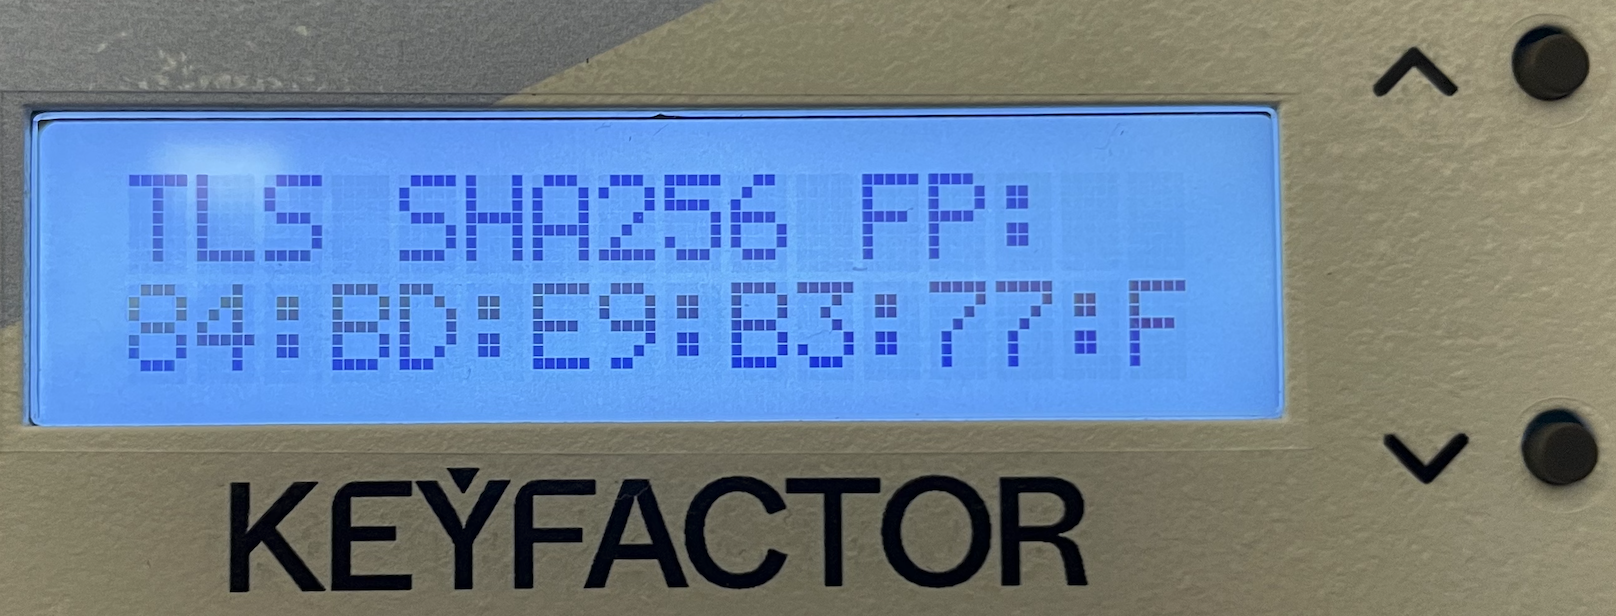 TLS SHA256 FP:
84:BD:E9:B3:77:F
KEYFACTOR